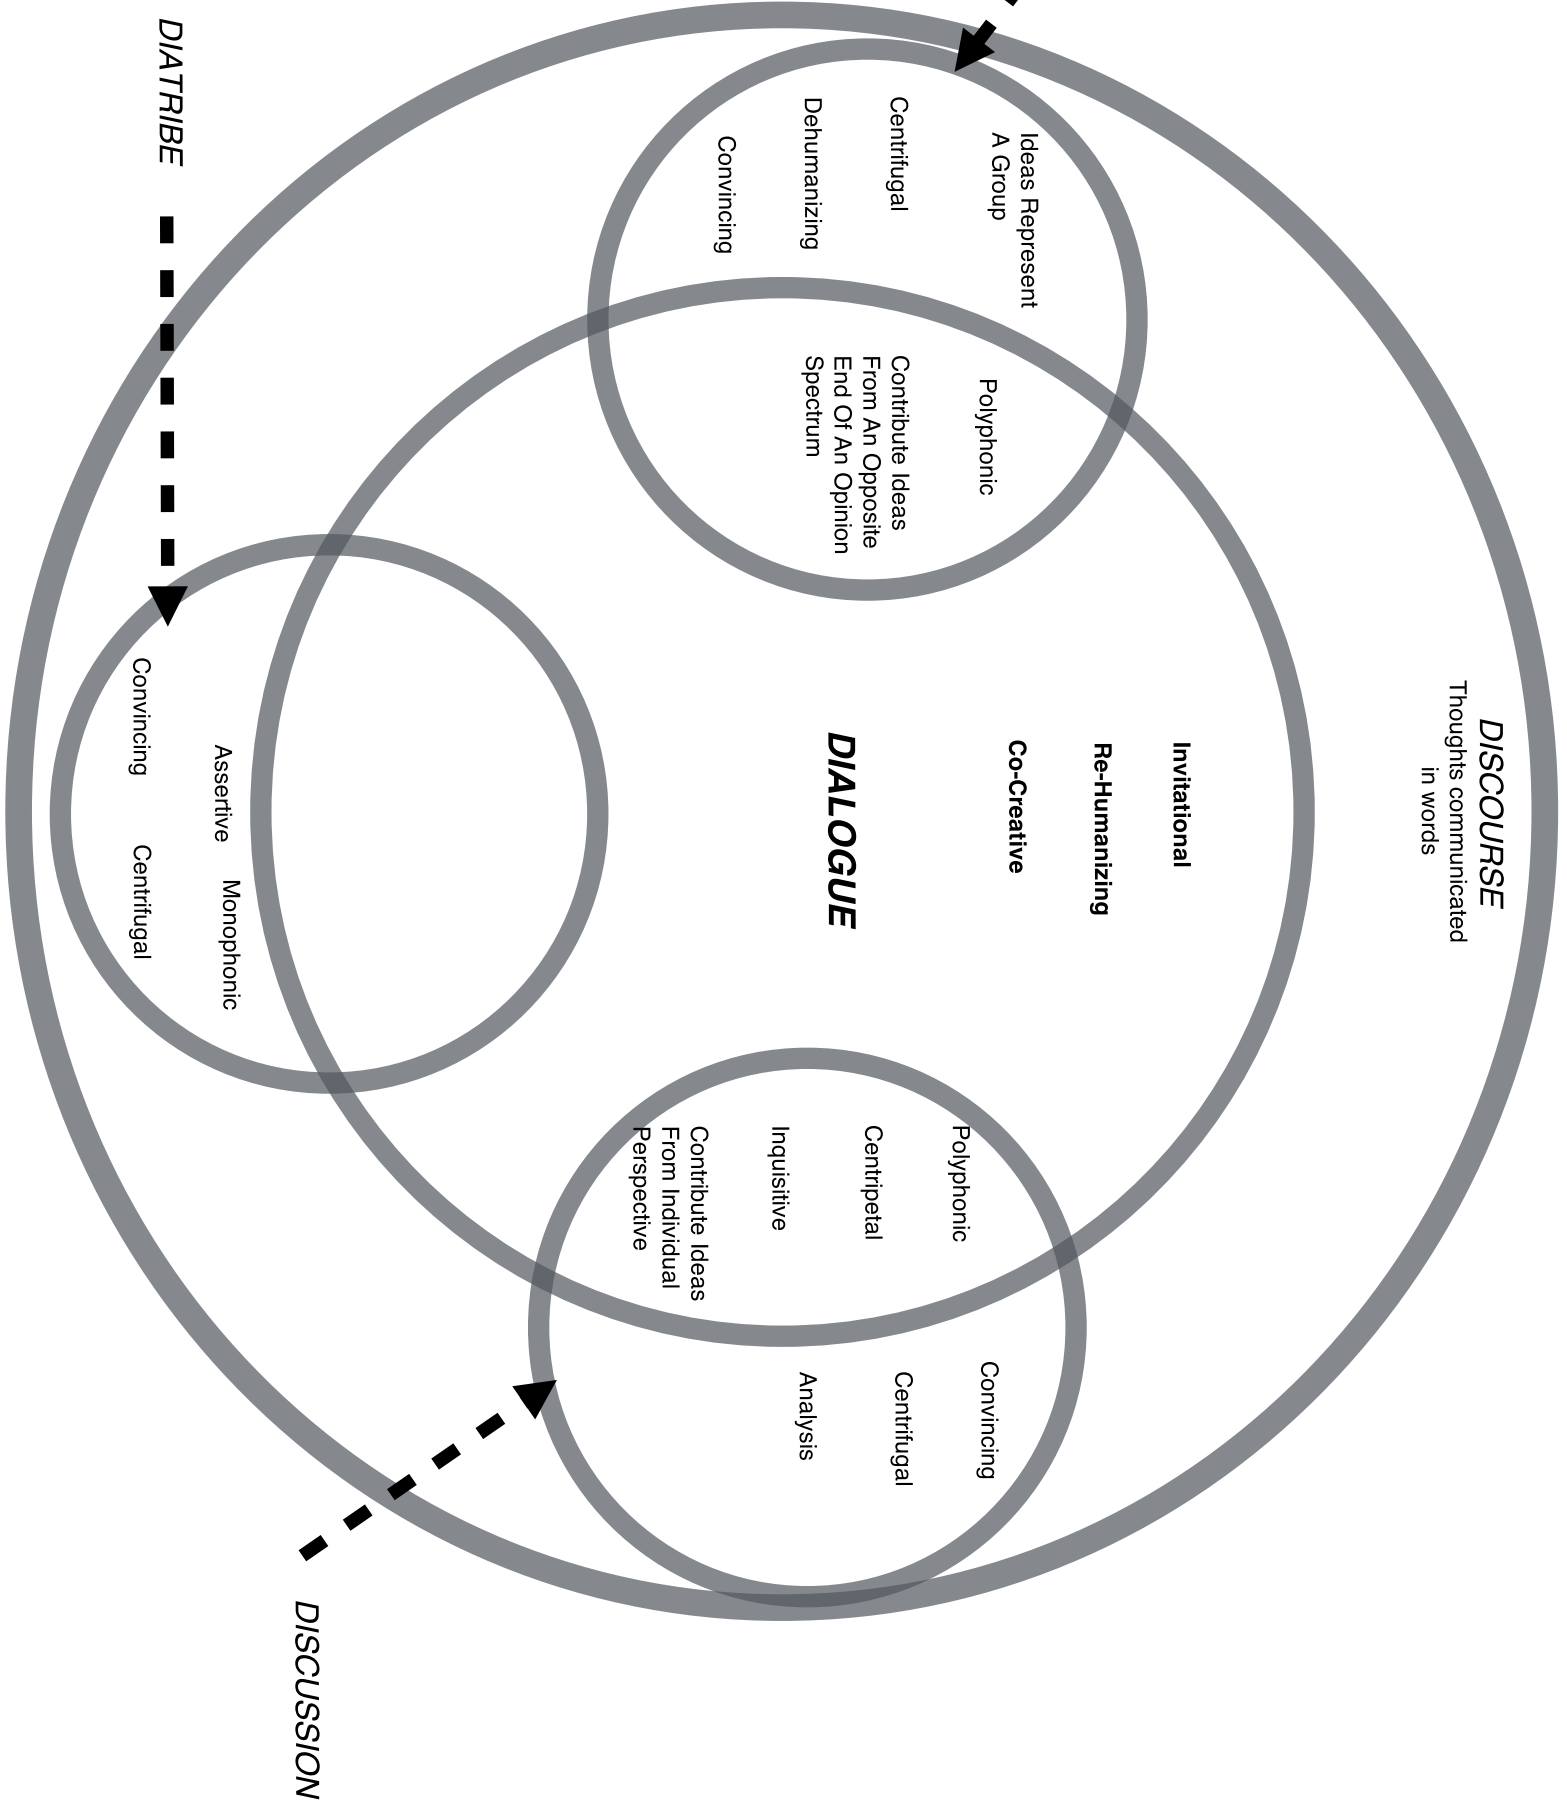 DISCOURSE
Thoughts communicated
in words
Invitational
Re-Humanizing
Co-Creative
DIALOGUE
Ideas Represent
A Group
Centrifugal
Dehumanizing
Convincing
Polyphonic
Contribute Ideas
From An Opposite
End Of An Opinion
Spectrum
Polyphonic
Centripetal
Inquisitive
Contribute Ideas
From Individual
Perspective
Convincing
Centrifugal
Analysis
Assertive
Monophonic
Convincing
Centrifugal
DIATRIBE
DISCUSSION